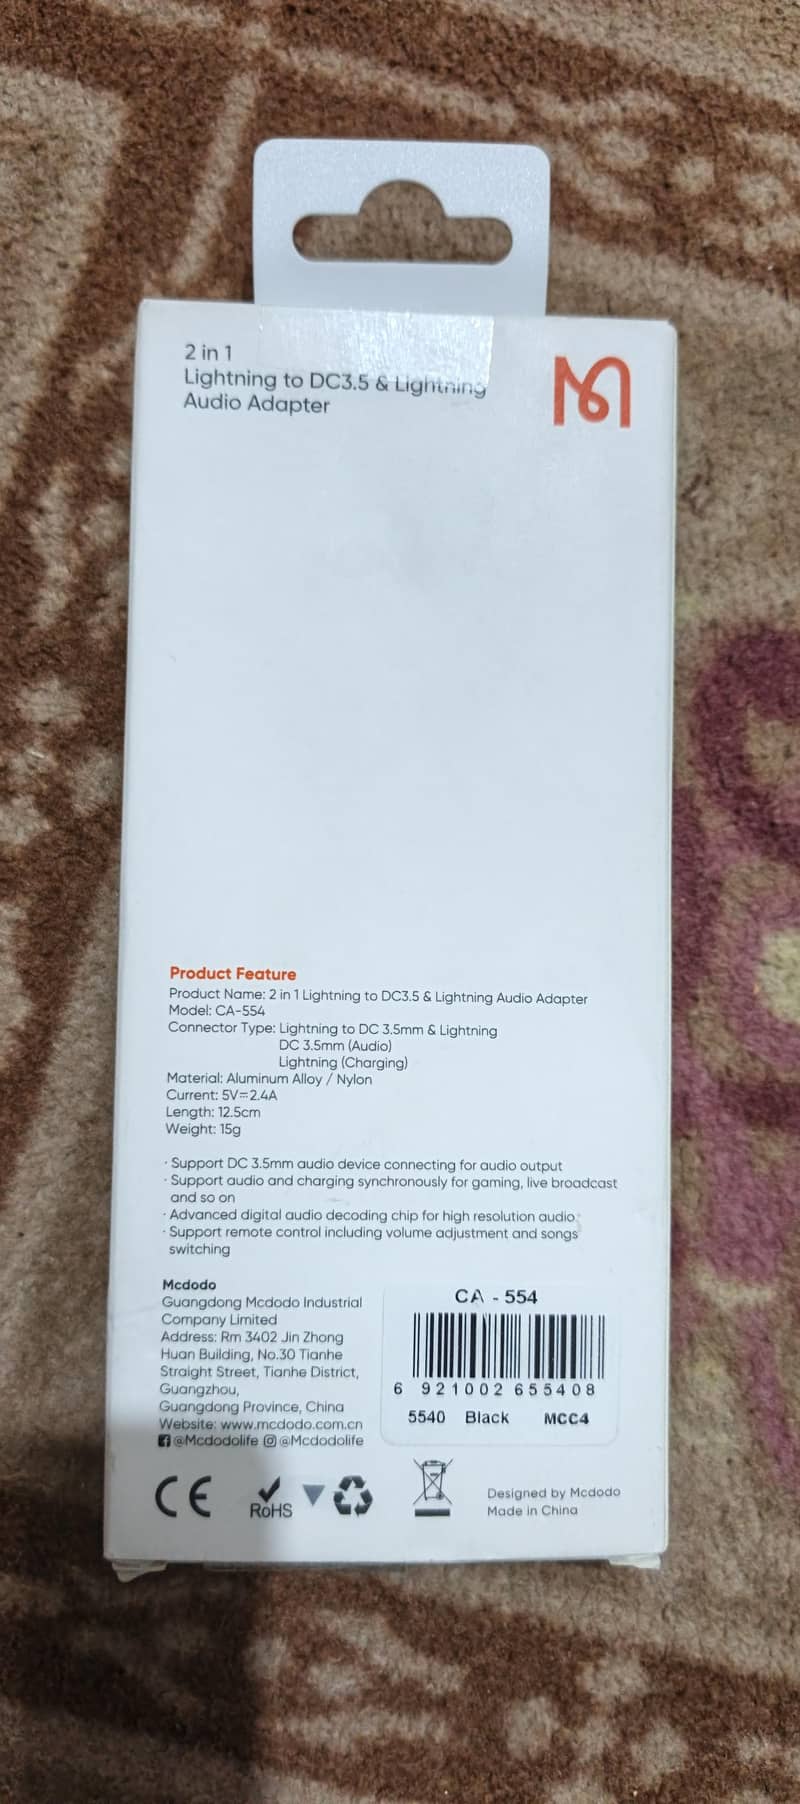 2 in 1
Lightning to DC3.5 & Lightning
Audio Adapter
Product Feature
Product Name: 2 in 1 Lightning to DC3.5 & Lightning Audio Adapter
Model: CA-554
Connector Type: Lightning to DC 3.5mm & Lightning
DC 3.5mm (Audio)
Lightning (Charging)
Material: Aluminum Alloy / Nylon
Current: 5V⎓2.4A
Length: 12.5cm
Weight: 15g
· Support DC 3.5mm audio device connecting for audio output
· Support audio and charging synchronously for gaming, live broadcast
and so on
· Advanced digital audio decoding chip for high resolution audio
· Support remote control including volume adjustment and songs
switching
Mcdodo
Guangdong Mcdodo Industrial
Company Limited
Address: Rm 3402 Jin Zhong
Huan Building, No.30 Tianhe
Straight Street, Tianhe District,
Guangzhou,
Guangdong Province, China
Website: www.mcdodo.com.cn
@Mcdodolife @Mcdodolife
CA - 554
6 921002 655408
5540 Black MCC4
CE
RoHS
Designed by Mcdodo
Made in China